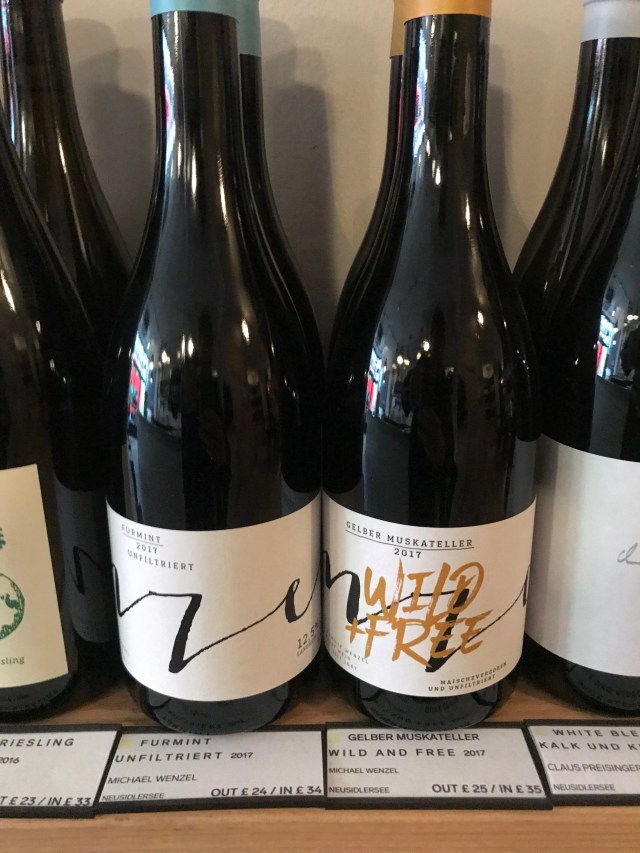 FURMINT
2017
UNFILTRIERT
12.5%
GELBER MUSKATELLER
2017
WILD
+FREE
MAISCHEVERGOREN
UND UNFILTRIERT
sling
RIESLING
2016
OUT £ 23 / IN £ 33
FURMINT
UNFILTRIERT 2017
MICHAEL WENZEL
NEUSIDLERSEE
OUT £ 24 / IN £ 34
GELBER MUSKATELLER
WILD AND FREE 2017
MICHAEL WENZEL
NEUSIDLERSEE
OUT £ 25 / IN £ 35
WHITE BLE
KALK UND K
CLAUS PREISINGER
NEUSIDLERSEE